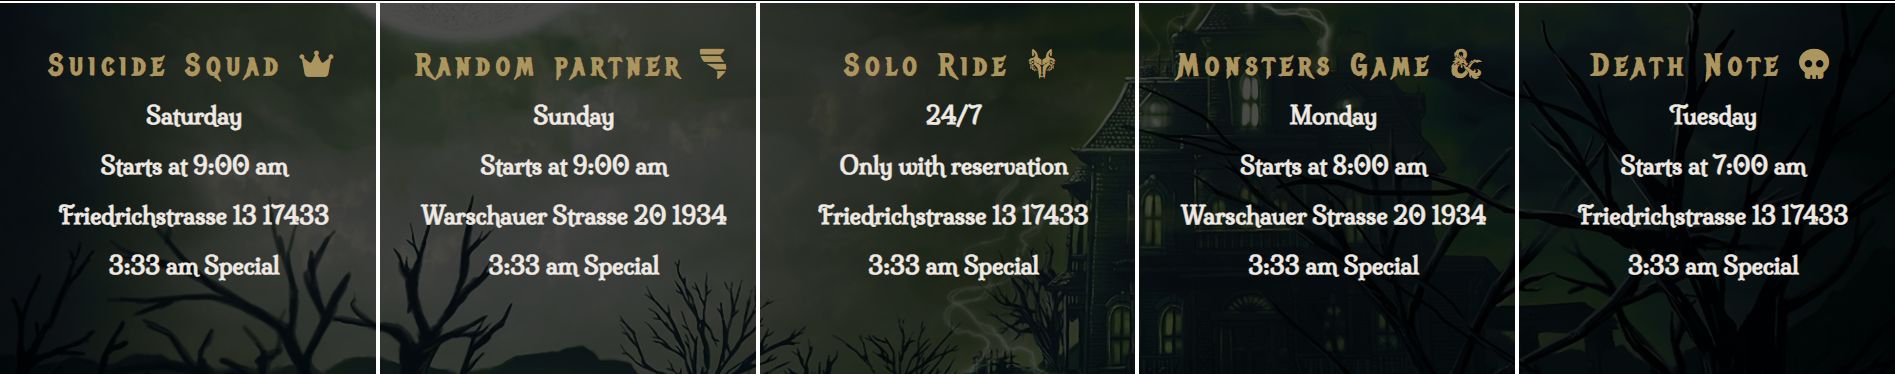 Suicide Squad
Saturday
Starts at 9:00 am
Friedrichstrasse 13 17433
3:33 am Special
Random partner
Sunday
Starts at 9:00 am
Warschauer Strasse 20 1934
3:33 am Special
Solo Ride
24/7
Only with reservation
Friedrichstrasse 13 17433
3:33 am Special
Monsters Game &
Monday
Starts at 8:00 am
Warschauer Strasse 20 1934
3:33 am Special
Death Note
Tuesday
Starts at 7:00 am
Friedrichstrasse 13 17433
3:33 am Special